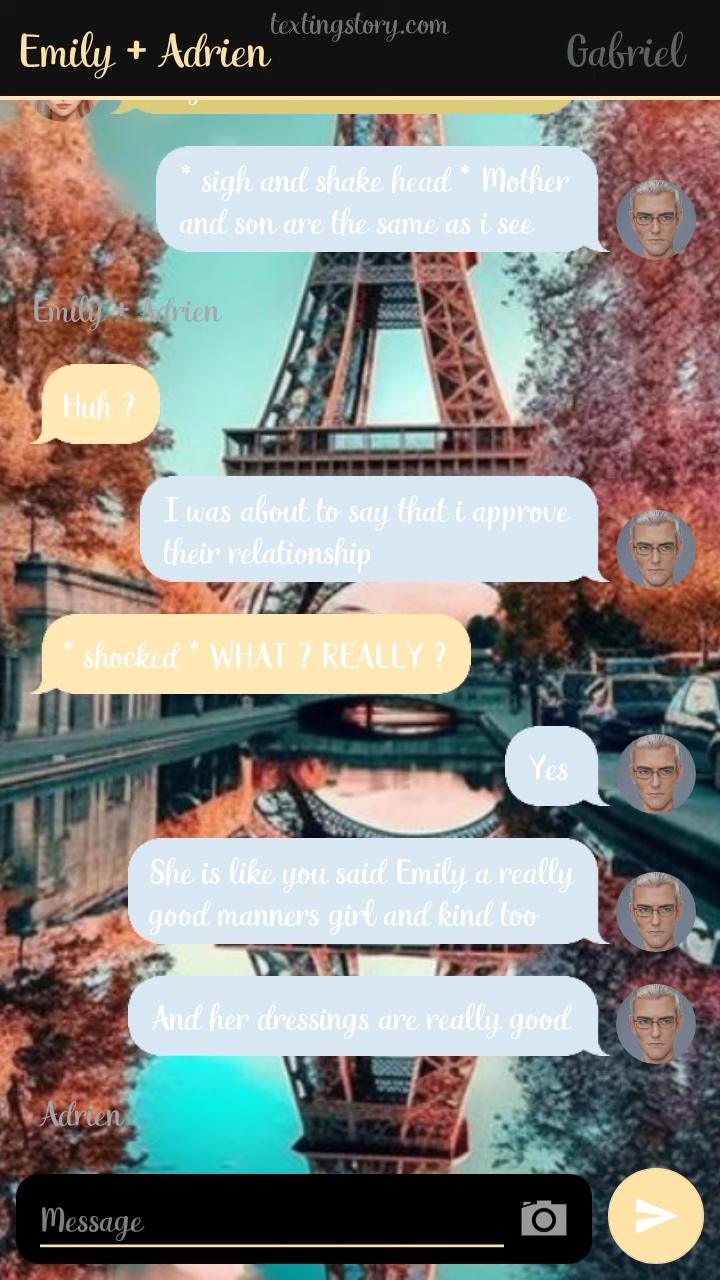 textingstory.com
Emily + Adrien
Gabriel
* sigh and shake head * Mother
and son are the same as i see
Emily + Adrien
Huh ?
I was about to say that i approve
their relationship
* shocked * WHAT ? REALLY ?
Yes
She is like you said Emily a really
good manners girl and kind too
And her dressings are really good
Adrien
Message